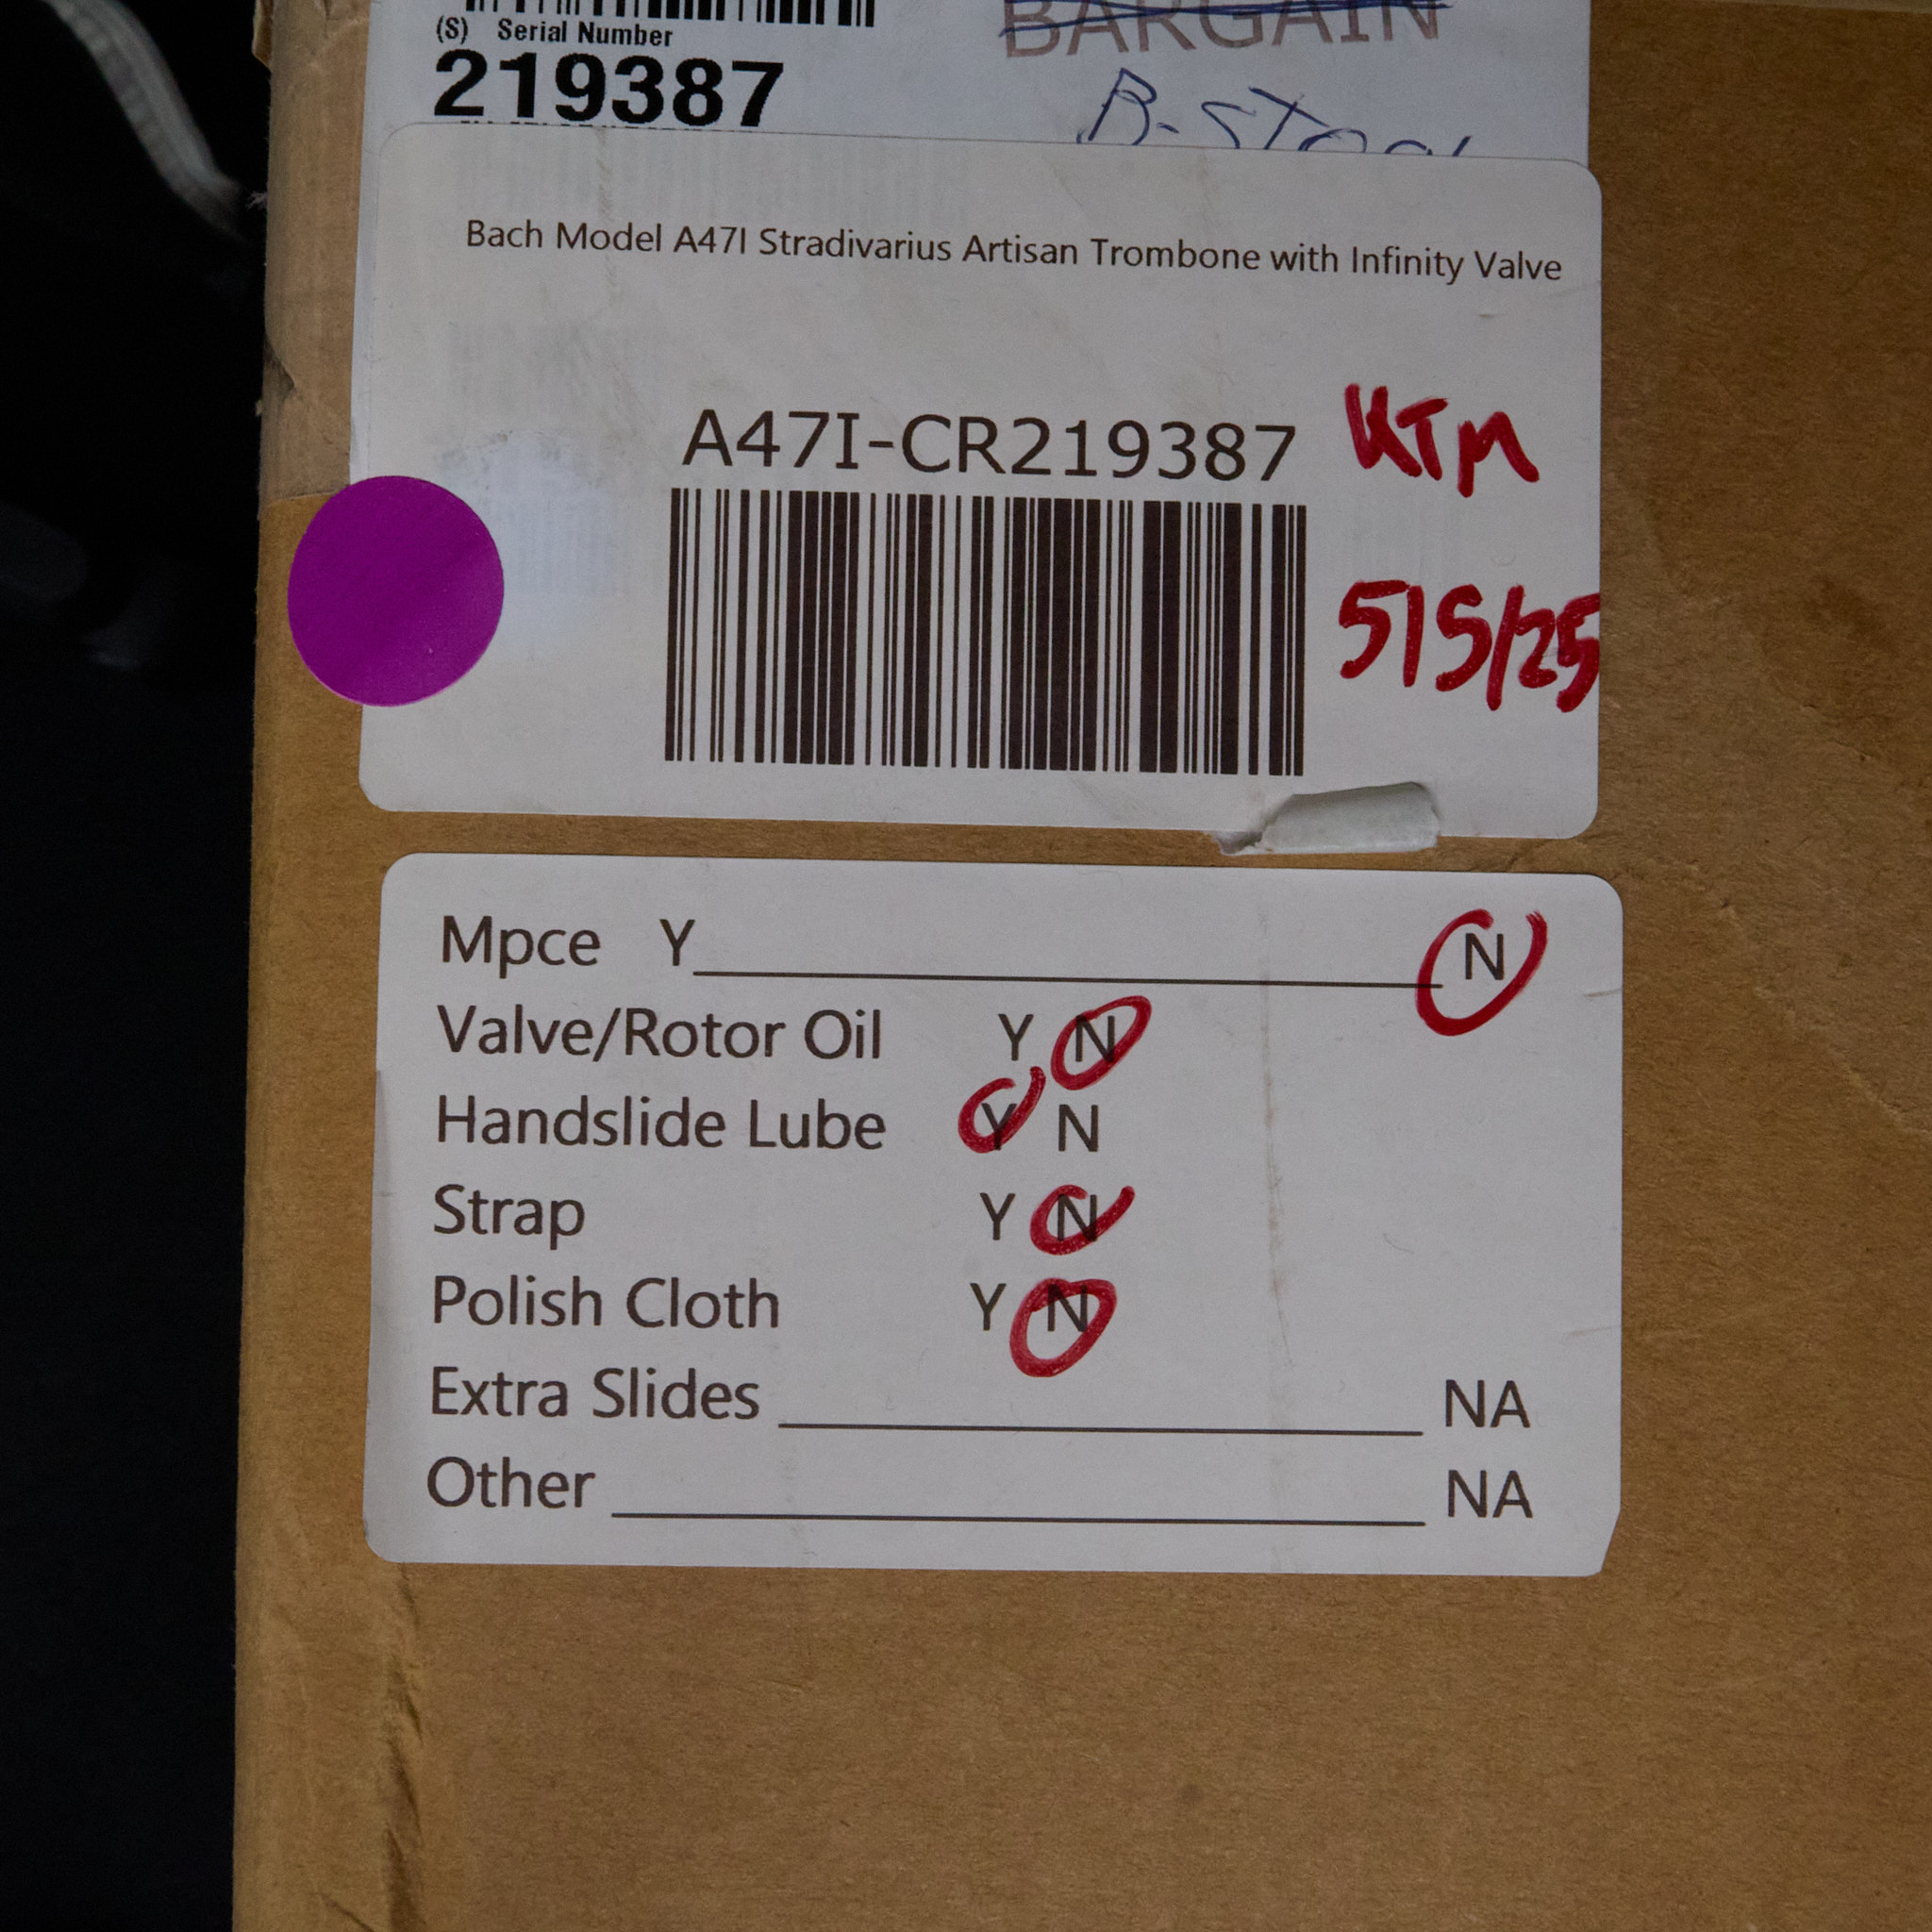 (S) Serial Number
219387
BARGAIN
B-Stock
Bach Model A47I Stradivarius Artisan Trombone with Infinity Valve
A47I-CR219387
KTM
5/5/25
Mpce Y N
Valve/Rotor Oil Y N
Handslide Lube Y N
Strap Y N
Polish Cloth Y N
Extra Slides NA
Other NA